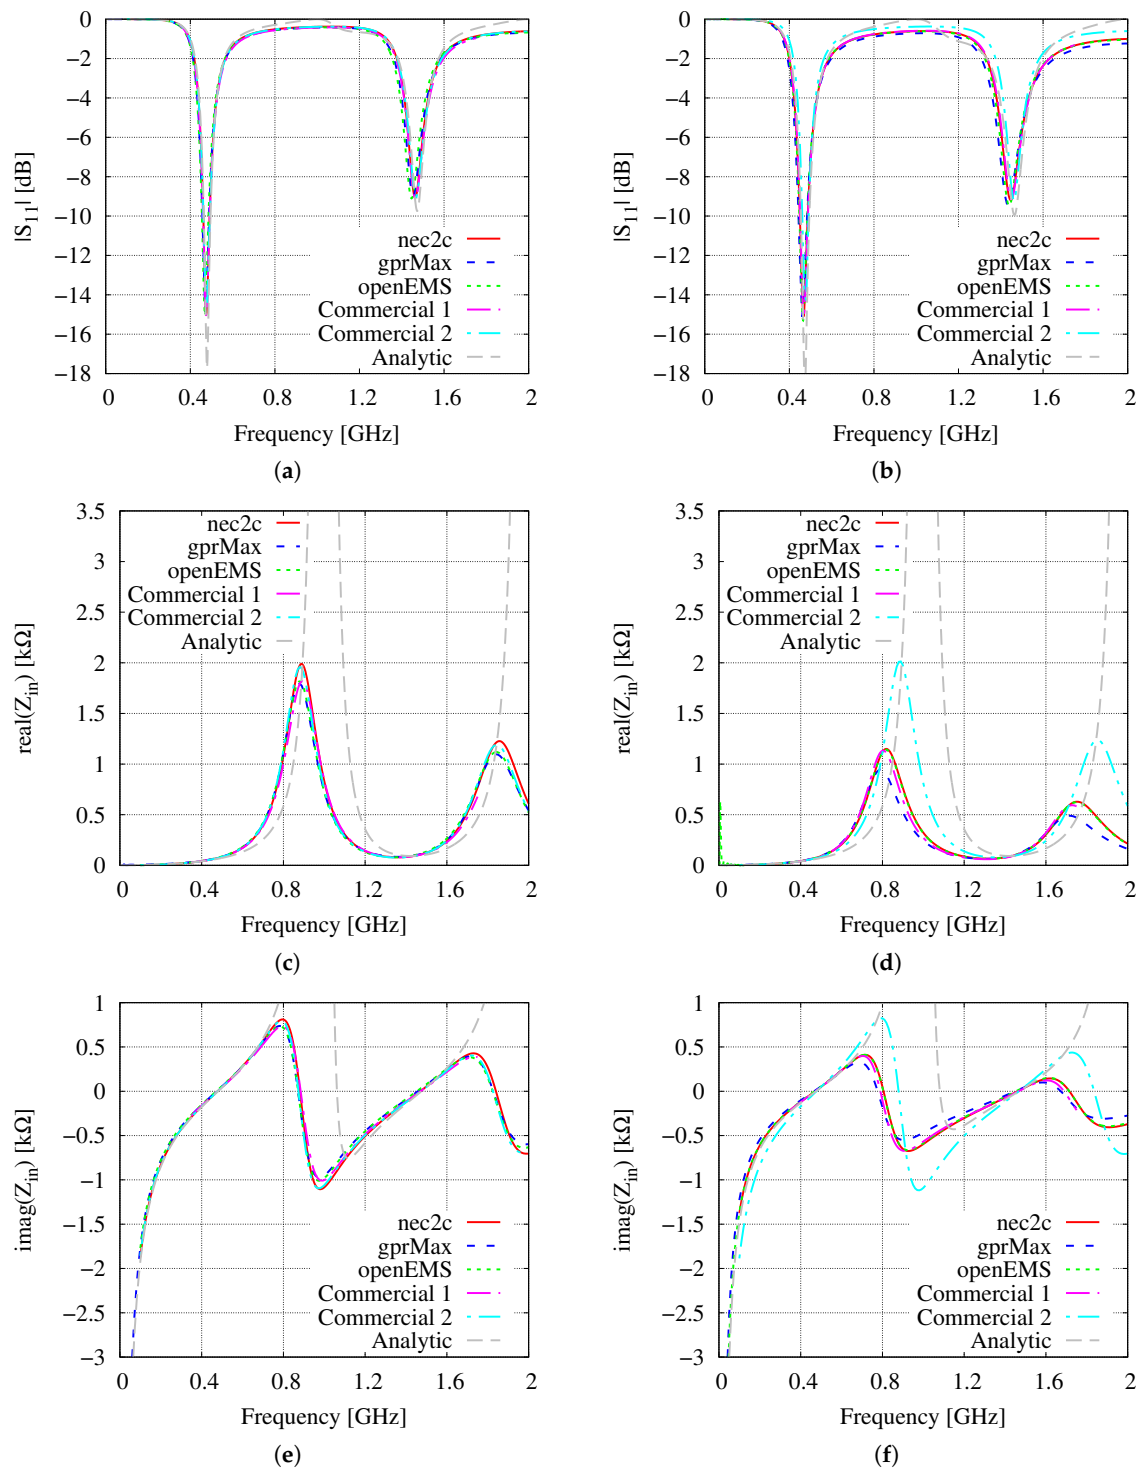 0
−2
−4
−6
−8
−10
−12
−14
−16
−18
|S11| [dB]
nec2c
gprMax
openEMS
Commercial 1
Commercial 2
Analytic
0 0.4 0.8 1.2 1.6 2
Frequency [GHz]
(a)
0
−2
−4
−6
−8
−10
−12
−14
−16
−18
|S11| [dB]
nec2c
gprMax
openEMS
Commercial 1
Commercial 2
Analytic
0 0.4 0.8 1.2 1.6 2
Frequency [GHz]
(b)
3.5
3
2.5
2
1.5
1
0.5
0
real(Zin) [kΩ]
nec2c
gprMax
openEMS
Commercial 1
Commercial 2
Analytic
0 0.4 0.8 1.2 1.6 2
Frequency [GHz]
(c)
3.5
3
2.5
2
1.5
1
0.5
0
real(Zin) [kΩ]
nec2c
gprMax
openEMS
Commercial 1
Commercial 2
Analytic
0 0.4 0.8 1.2 1.6 2
Frequency [GHz]
(d)
1
0.5
0
−0.5
−1
−1.5
−2
−2.5
−3
imag(Zin) [kΩ]
nec2c
gprMax
openEMS
Commercial 1
Commercial 2
Analytic
0 0.4 0.8 1.2 1.6 2
Frequency [GHz]
(e)
1
0.5
0
−0.5
−1
−1.5
−2
−2.5
−3
imag(Zin) [kΩ]
nec2c
gprMax
openEMS
Commercial 1
Commercial 2
Analytic
0 0.4 0.8 1.2 1.6 2
Frequency [GHz]
(f)